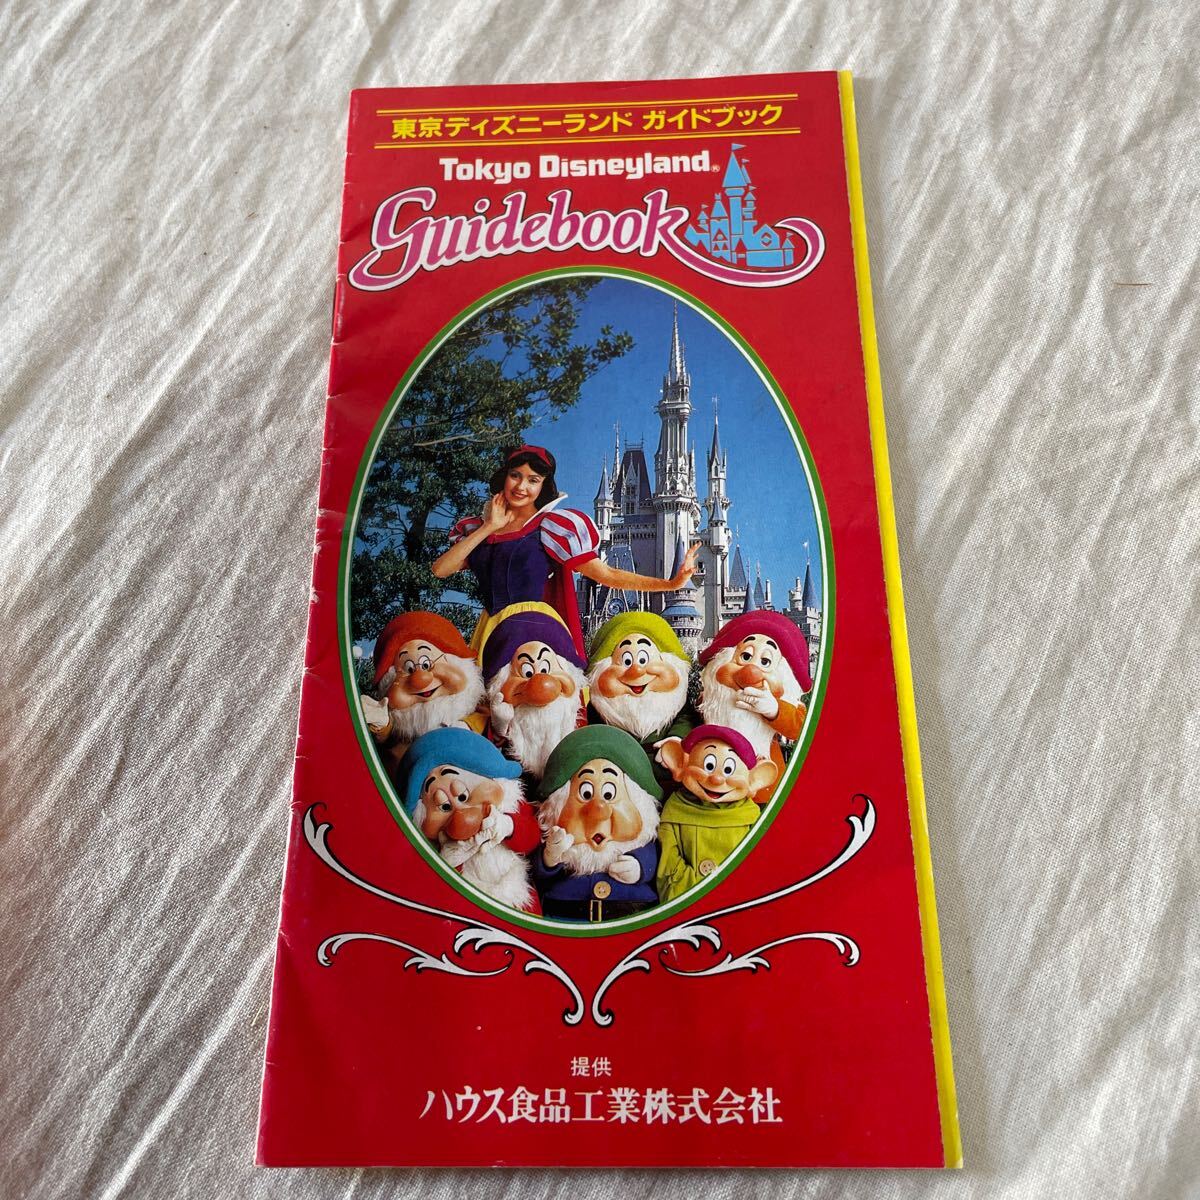 東京ディズニーランド ガイドブック
Tokyo Disneyland®
Guidebook
提供
ハウス食品工業株式会社